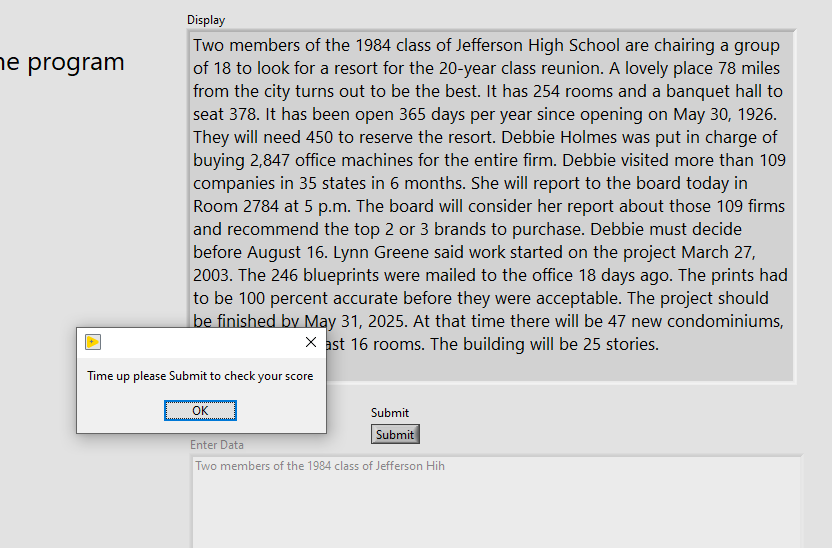 Display
he program
Two members of the 1984 class of Jefferson High School are chairing a group
of 18 to look for a resort for the 20-year class reunion. A lovely place 78 miles
from the city turns out to be the best. It has 254 rooms and a banquet hall to
seat 378. It has been open 365 days per year since opening on May 30, 1926.
They will need 450 to reserve the resort. Debbie Holmes was put in charge of
buying 2,847 office machines for the entire firm. Debbie visited more than 109
companies in 35 states in 6 months. She will report to the board today in
Room 2784 at 5 p.m. The board will consider her report about those 109 firms
and recommend the top 2 or 3 brands to purchase. Debbie must decide
before August 16. Lynn Greene said work started on the project March 27,
2003. The 246 blueprints were mailed to the office 18 days ago. The prints had
to be 100 percent accurate before they were acceptable. The project should
be finished by May 31, 2025. At that time there will be 47 new condominiums,
ast 16 rooms. The building will be 25 stories.
Time up please Submit to check your score
OK
Submit
Submit
Enter Data
Two members of the 1984 class of Jefferson Hih